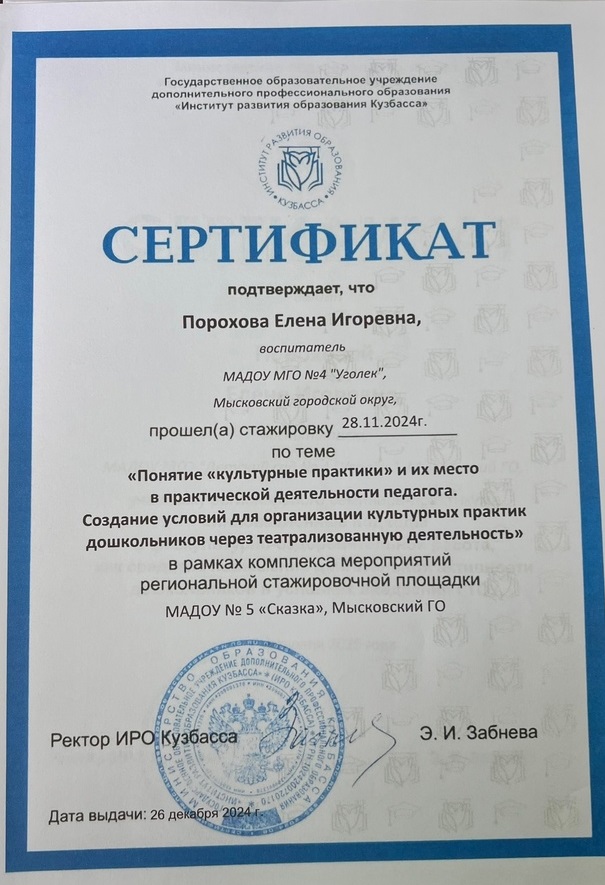 Государственное образовательное учреждение
дополнительного профессионального образования
«Институт развития образования Кузбасса»
ИНСТИТУТ РАЗВИТИЯ ОБРАЗОВАНИЯ
КУЗБАССА
СЕРТИФИКАТ
подтверждает, что
Порохова Елена Игоревна,
воспитатель
МАДОУ МГО №4 "Уголек",
Мысковский городской округ,
прошел(а) стажировку 28.11.2024г.
по теме
«Понятие «культурные практики» и их место
в практической деятельности педагога.
Создание условий для организации культурных практик
дошкольников через театрализованную деятельность»
в рамках комплекса мероприятий
региональной стажировочной площадки
МАДОУ № 5 «Сказка», Мысковский ГО
МИНИСТЕРСТВО ОБРАЗОВАНИЯ КУЗБАССА
Ректор ИРО Кузбасса
Э. И. Забнева
Дата выдачи: 26 декабря 2024 г.